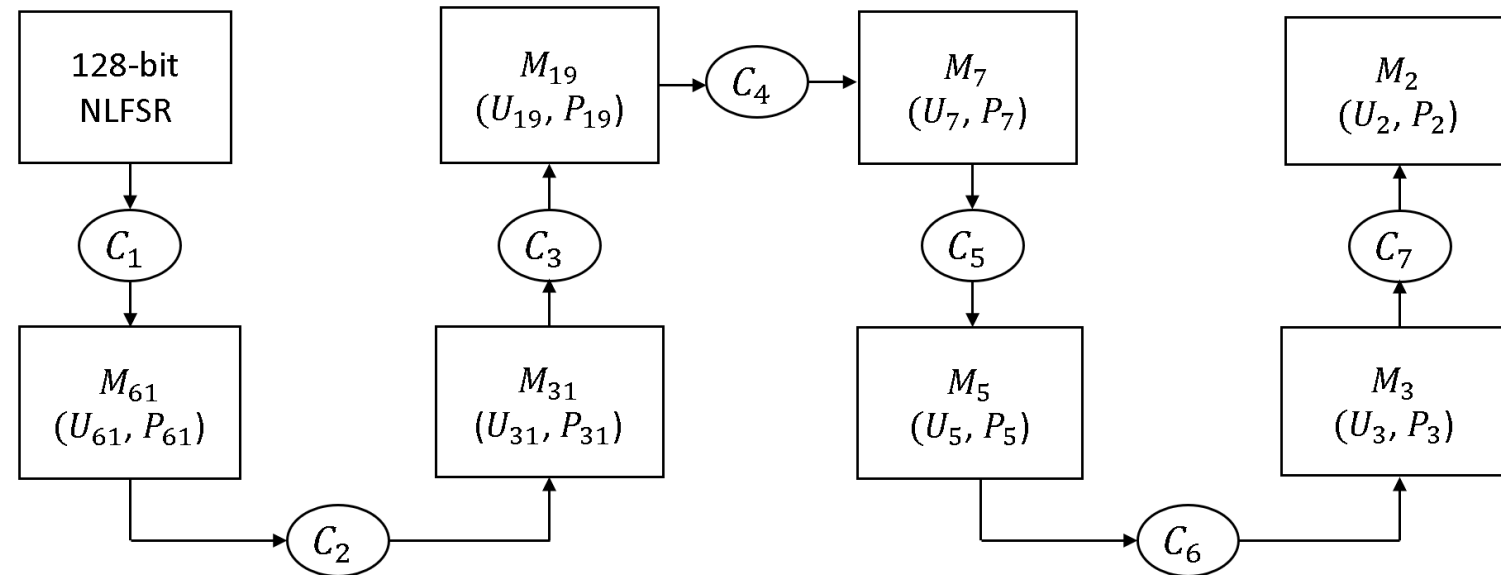 128-bit
NLFSR
C₁
M₆₁
(U₆₁, P₆₁)
C₂
M₃₁
(U₃₁, P₃₁)
C₃
M₁₉
(U₁₉, P₁₉)
C₄
M₇
(U₇, P₇)
C₅
M₅
(U₅, P₅)
C₆
M₃
(U₃, P₃)
C₇
M₂
(U₂, P₂)